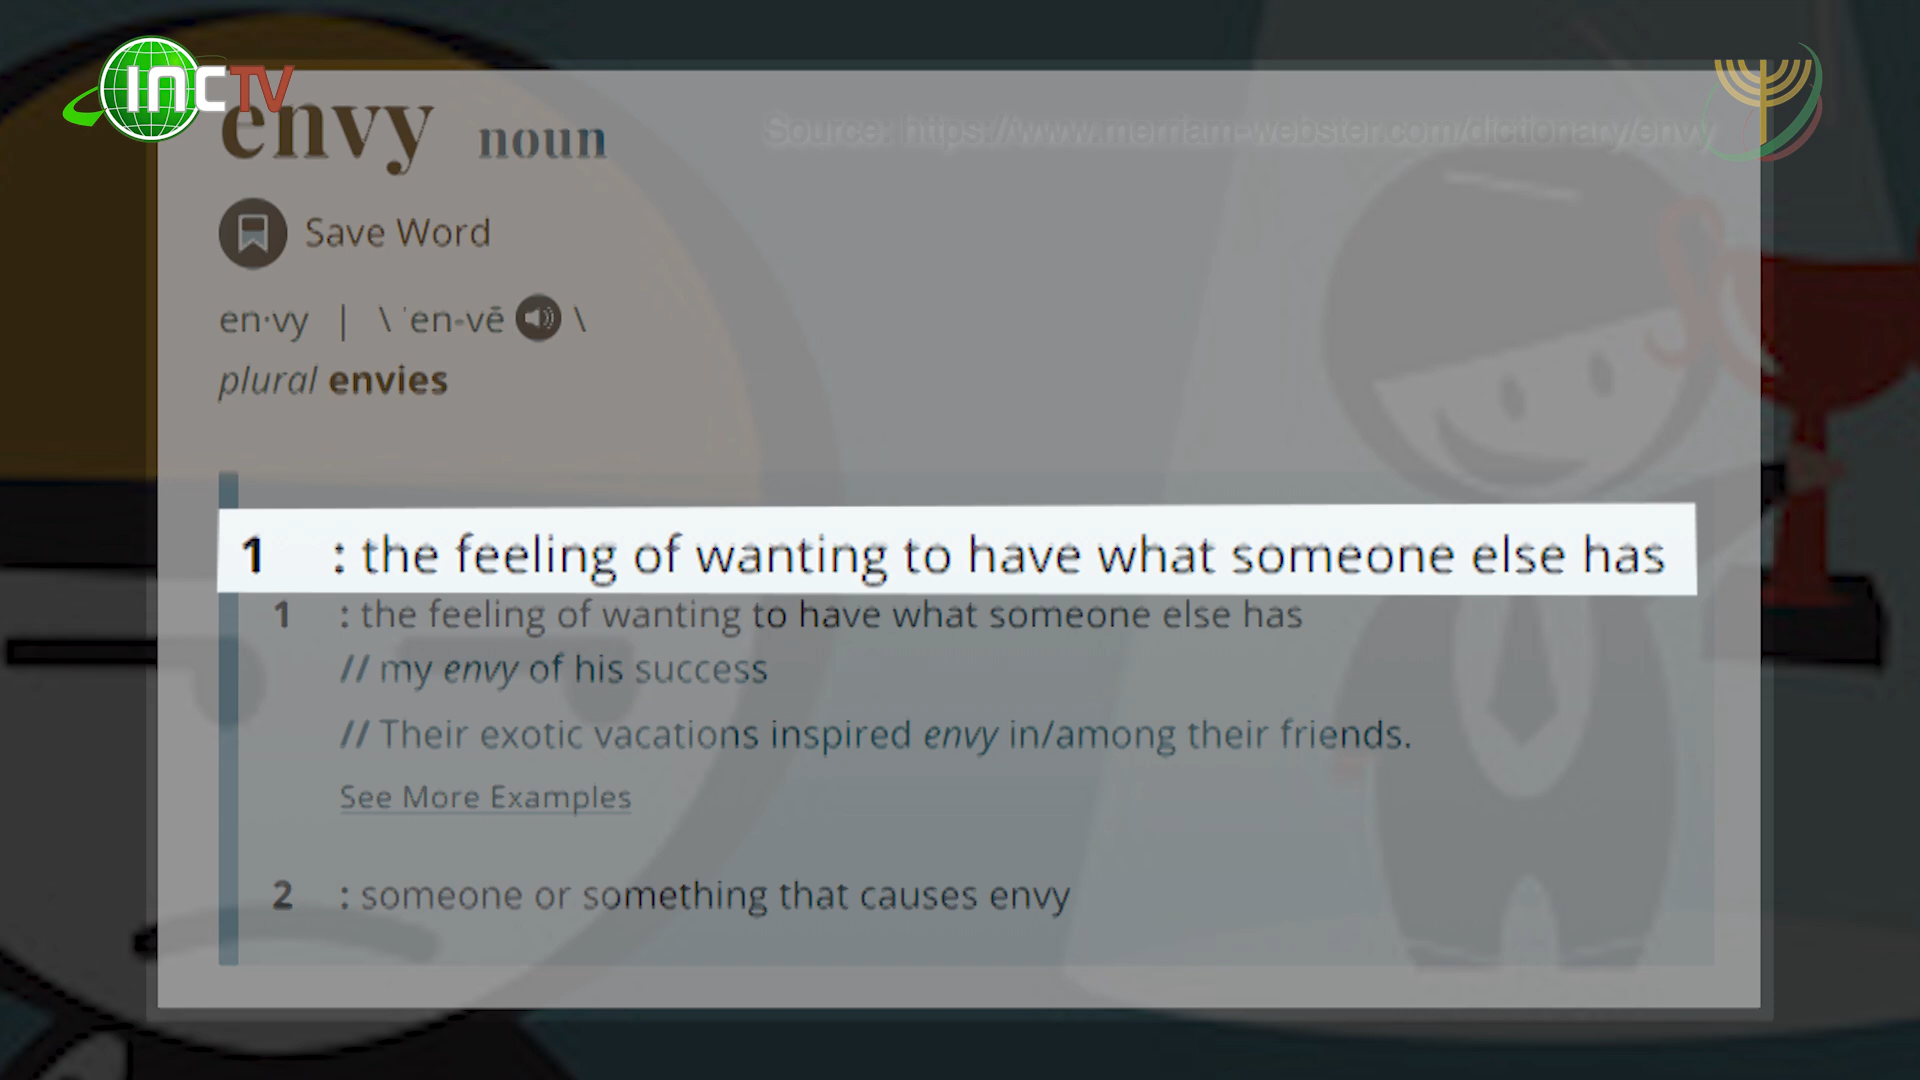 INCTV
envy noun
Source: https://www.merriam-webster.com/dictionary/envy
Save Word
en·vy | \ ˈen-vē \
plural envies
1 : the feeling of wanting to have what someone else has
1 : the feeling of wanting to have what someone else has
// my envy of his success
// Their exotic vacations inspired envy in/among their friends.
See More Examples
2 : someone or something that causes envy